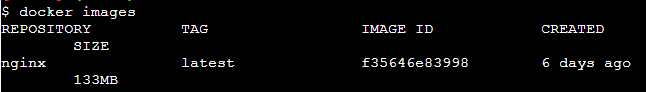 $ docker images
REPOSITORY TAG IMAGE ID CREATED
SIZE
nginx latest f35646e83998 6 days ago
133MB